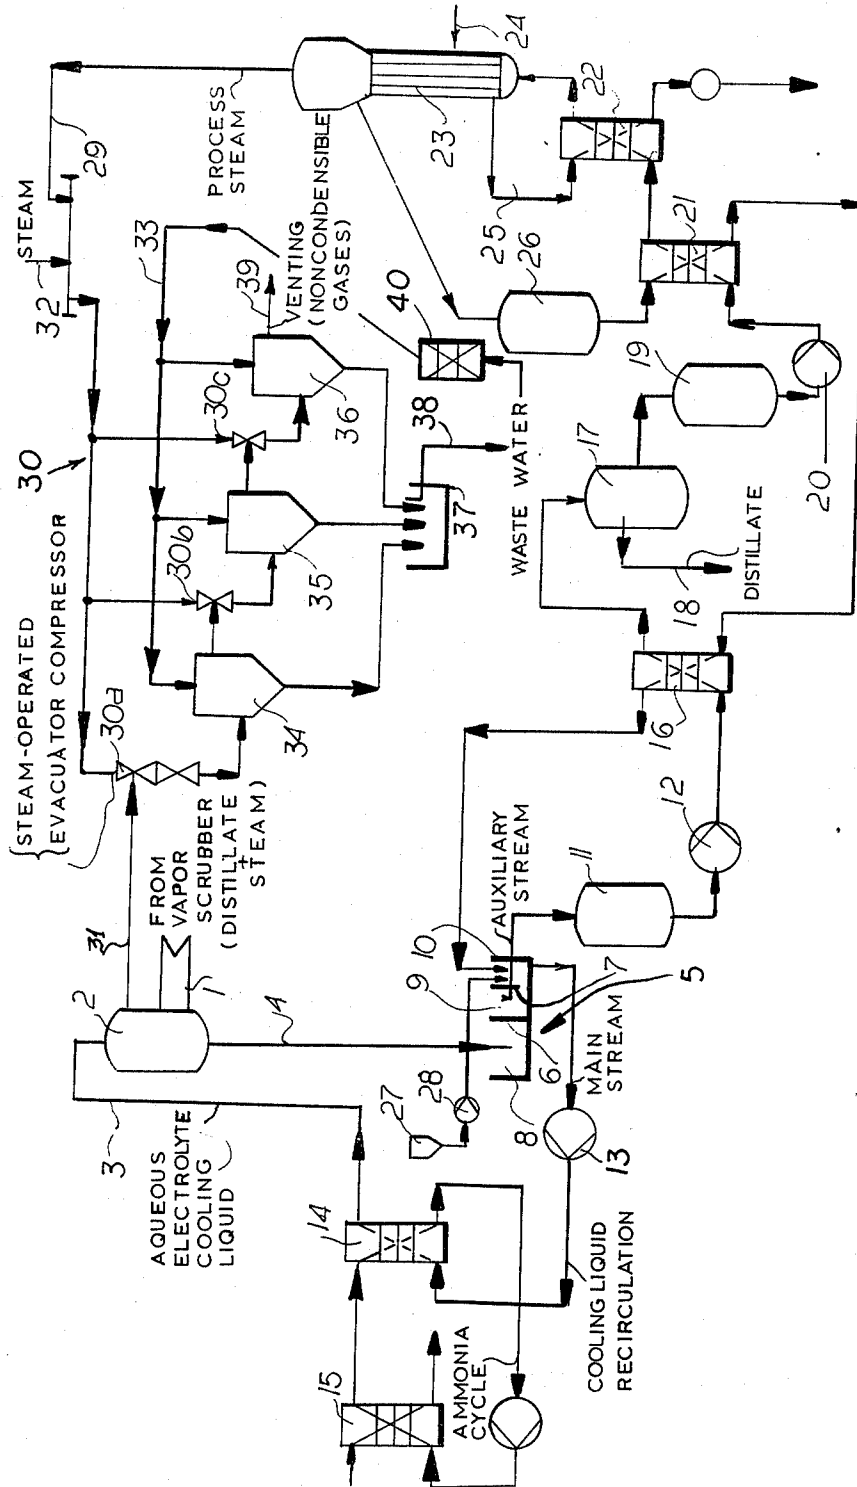 STEAM-OPERATED
EVACUATOR COMPRESSOR
30
30a
30b
30c
31
32
STEAM
29
33
PROCESS
STEAM
39
VENTING
(NONCONDENSIBLE
GASES)
40
34
35
36
37
38
WASTE WATER
FROM
VAPOR
SCRUBBER
(DISTILLATE
+
STEAM)
1
2
3
4
AQUEOUS
ELECTROLYTE
COOLING
LIQUID
14
15
AMMONIA
CYCLE
COOLING LIQUID
RECIRCULATION
13
MAIN
STREAM
27
28
8
6
5
7
9
10
AUXILIARY
STREAM
11
12
16
17
18
DISTILLATE
19
20
21
22
23
24
25
26